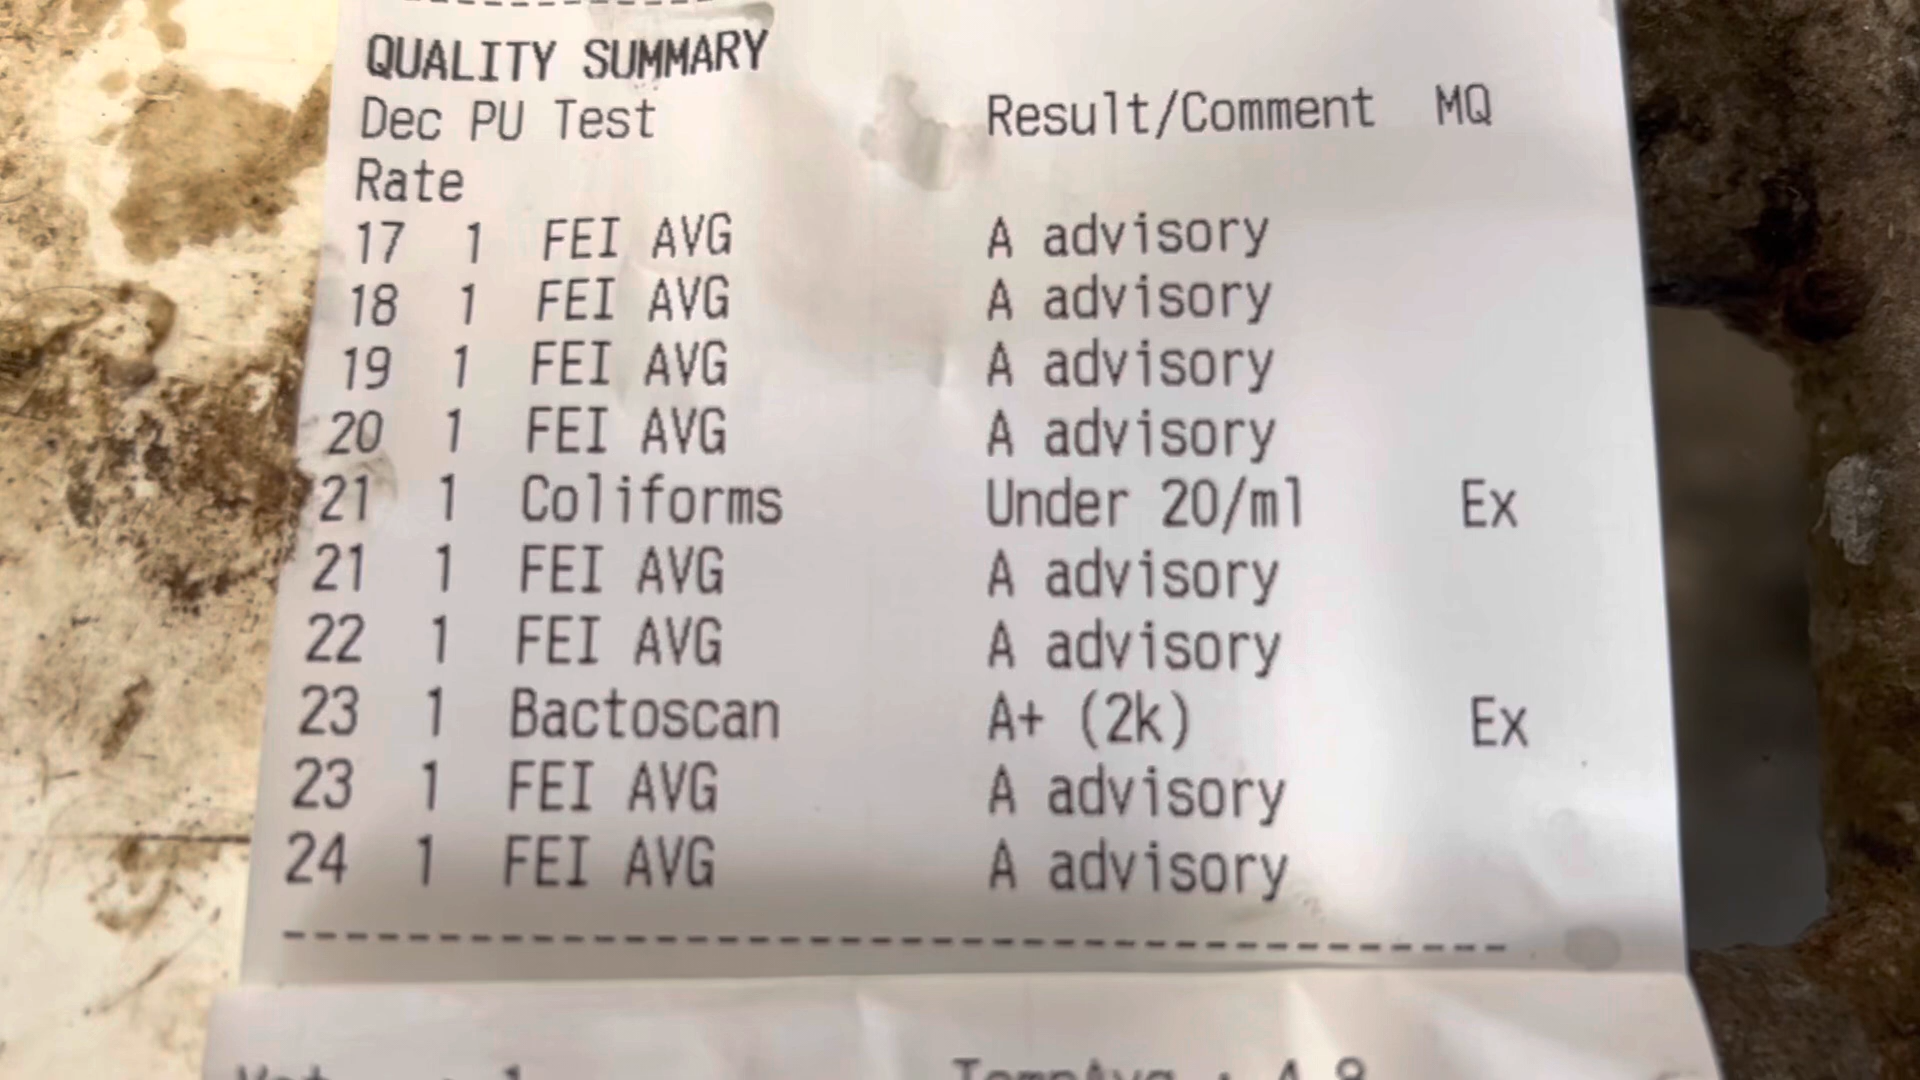 QUALITY SUMMARY
Dec PU Test Result/Comment MQ
Rate
17 1 FEI AVG A advisory
18 1 FEI AVG A advisory
19 1 FEI AVG A advisory
20 1 FEI AVG A advisory
21 1 Coliforms Under 20/ml Ex
21 1 FEI AVG A advisory
22 1 FEI AVG A advisory
23 1 Bactoscan A+ (2k) Ex
23 1 FEI AVG A advisory
24 1 FEI AVG A advisory